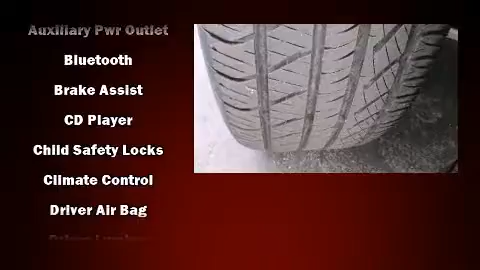 Auxiliary Pwr Outlet
Bluetooth
Brake Assist
CD Player
Child Safety Locks
Climate Control
Driver Air Bag